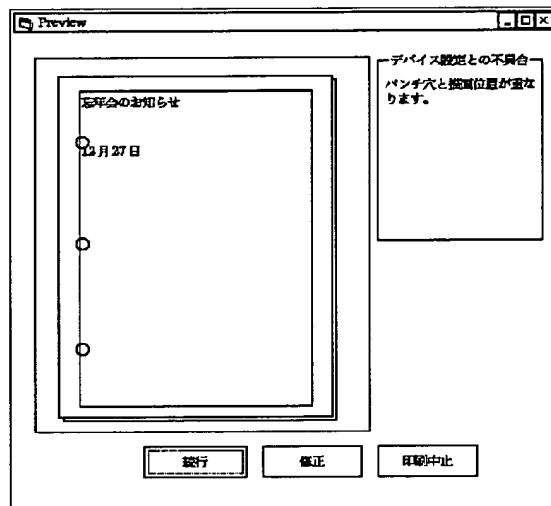 Preview
忘年会のお知らせ
12月27日
デバイス設定との不具合
パンチ穴と描画位置が重な
ります。
続行
修正
印刷中止